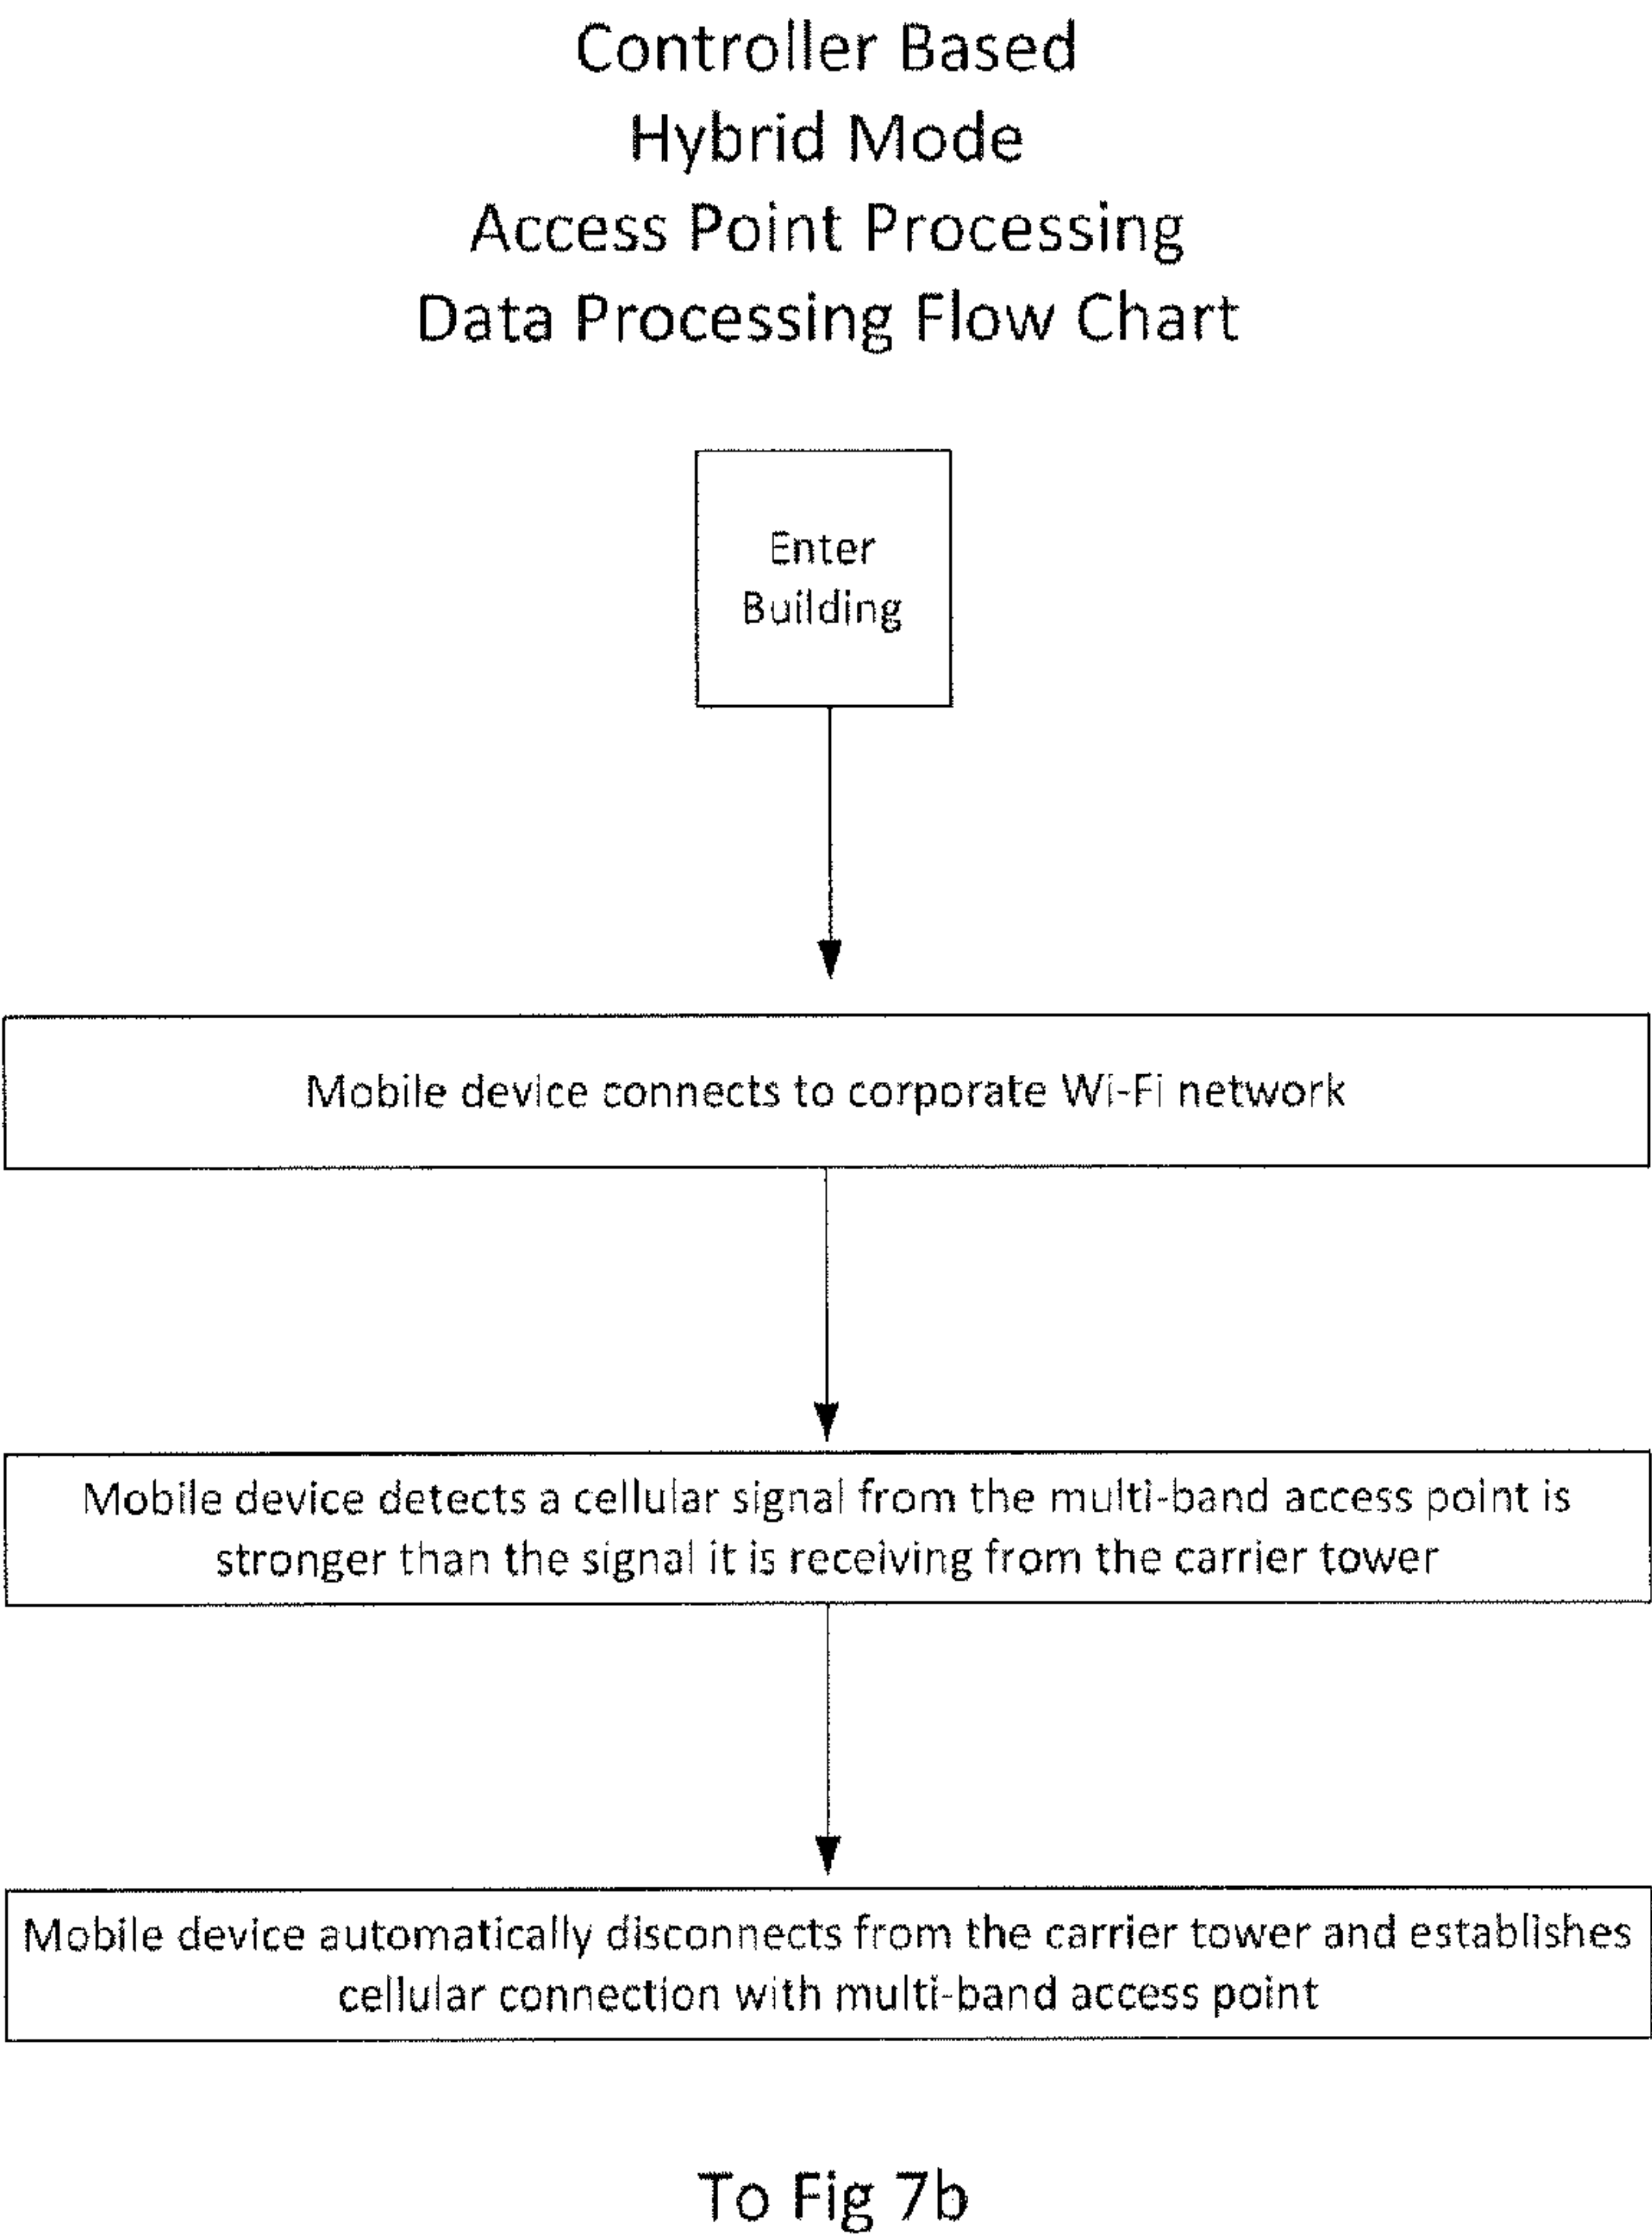 Controller Based
Hybrid Mode
Access Point Processing
Data Processing Flow Chart
Enter
Building
Mobile device connects to corporate Wi-Fi network
Mobile device detects a cellular signal from the multi-band access point is
stronger than the signal it is receiving from the carrier tower
Mobile device automatically disconnects from the carrier tower and establishes
cellular connection with multi-band access point
To Fig 7b